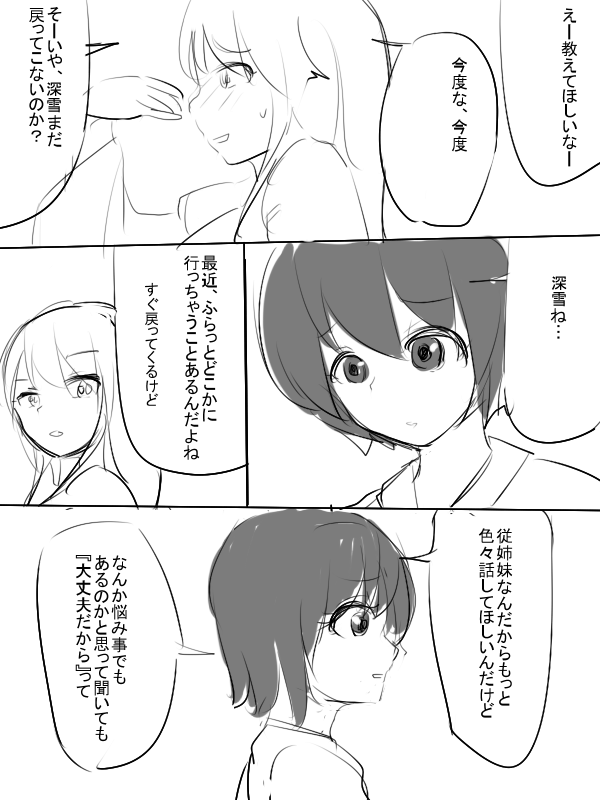 えー教えてほしいなー
今度な、今度
そーいや、深雪まだ
戻ってこないのか?
深雪ね…
最近、ふらっとどこかに
行っちゃうことあるんだよね
すぐ戻ってくるけど
従姉妹なんだからもっと
色々話してほしいんだけど
なんか悩み事でも
あるのかと思って聞いても
『大丈夫だから』って